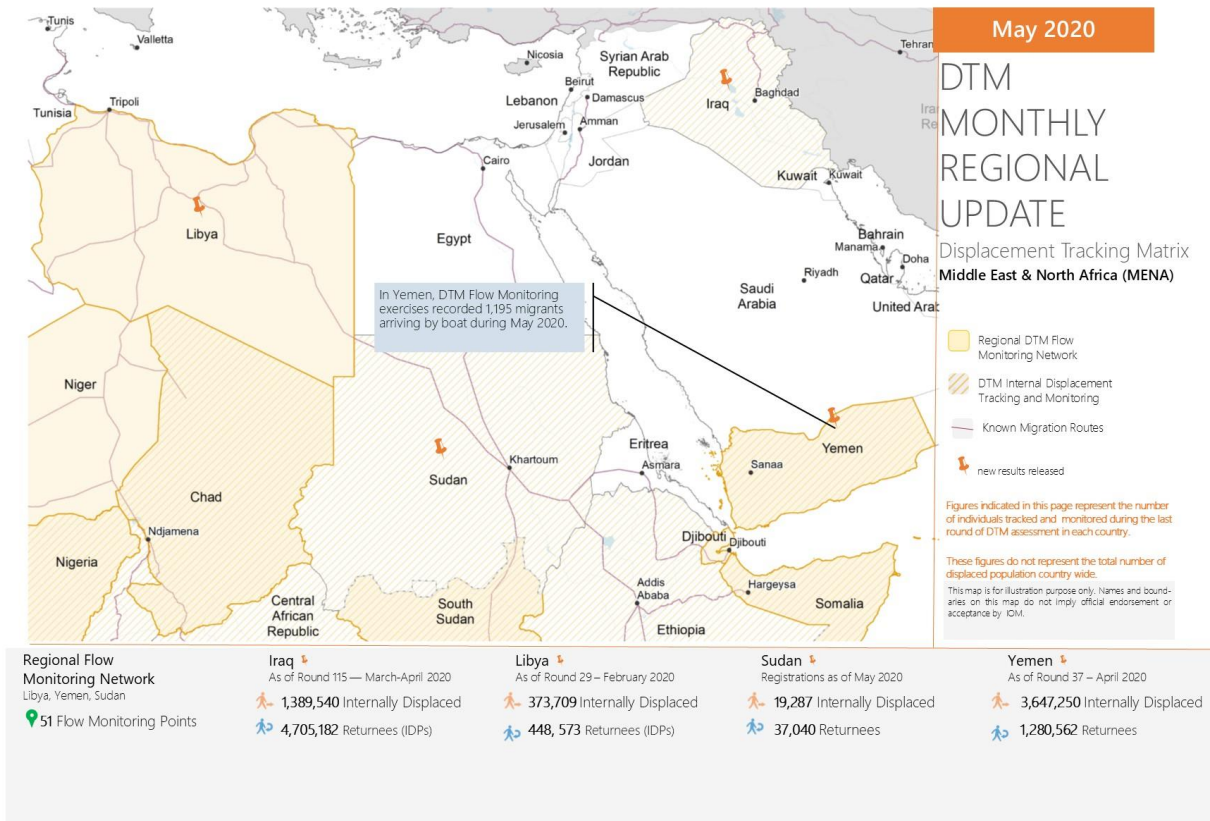 May 2020
DTM
MONTHLY
REGIONAL
UPDATE
Displacement Tracking Matrix
Middle East & North Africa (MENA)
Tunis
Valletta
Tunisia
Tripoli
Libya
Nicosia
Syrian Arab
Republic
Beirut
Lebanon
Damascus
Jerusalem
Amman
Jordan
Cairo
Egypt
Iraq
Baghdad
Tehran
Kuwait
Kuwait
Bahrain
Manama
Doha
Qatar
Riyadh
Saudi
Arabia
United Arab
In Yemen, DTM Flow Monitoring
exercises recorded 1,195 migrants
arriving by boat during May 2020.
Niger
Chad
Ndjamena
Nigeria
Sudan
Khartoum
Eritrea
Asmara
Sanaa
Yemen
Djibouti
Djibouti
Hargeysa
Somalia
Addis
Ababa
Ethiopia
South
Sudan
Central
African
Republic
Regional DTM Flow
Monitoring Network
DTM Internal Displacement
Tracking and Monitoring
Known Migration Routes
new results released
Figures indicated in this page represent the number
of individuals tracked and monitored during the last
round of DTM assessment in each country.
These figures do not represent the total number of
displaced population country wide.
This map is for illustration purpose only. Names and bound-
aries on this map do not imply official endorsement or
acceptance by IOM.
Regional Flow
Monitoring Network
Libya, Yemen, Sudan
51 Flow Monitoring Points
Iraq
As of Round 115 — March-April 2020
1,389,540 Internally Displaced
4,705,182 Returnees (IDPs)
Libya
As of Round 29 – February 2020
373,709 Internally Displaced
448, 573 Returnees (IDPs)
Sudan
Registrations as of May 2020
19,287 Internally Displaced
37,040 Returnees
Yemen
As of Round 37 – April 2020
3,647,250 Internally Displaced
1,280,562 Returnees